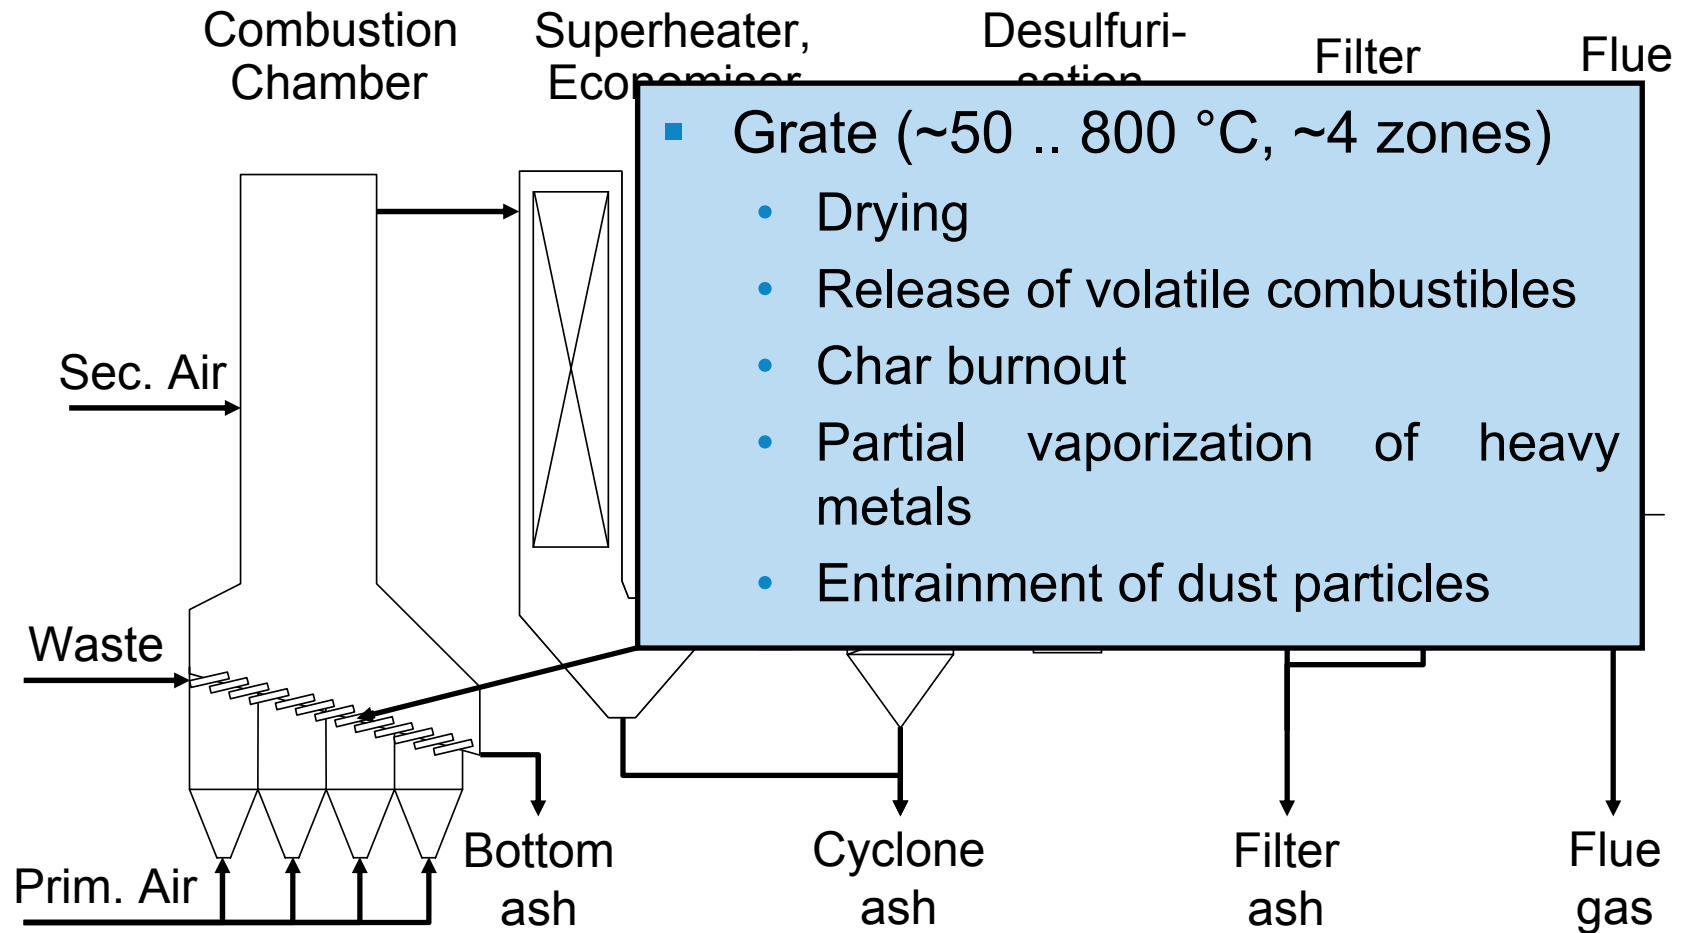 Combustion
Chamber
Superheater,
Economiser
Desulfuri-
sation
Filter
Flue
Grate (~50 .. 800 °C, ~4 zones)
Drying
Release of volatile combustibles
Char burnout
Partial vaporization of heavy
metals
Entrainment of dust particles
Sec. Air
Waste
Prim. Air
Bottom
ash
Cyclone
ash
Filter
ash
Flue
gas